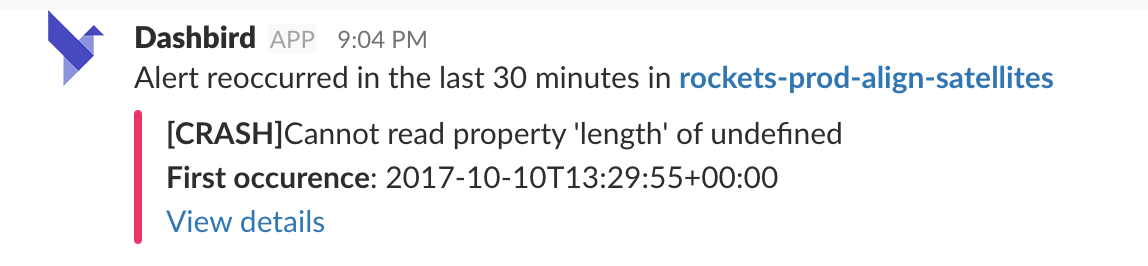 Dashbird APP 9:04 PM
Alert reoccurred in the last 30 minutes in rockets-prod-align-satellites
[CRASH]Cannot read property 'length' of undefined
First occurence: 2017-10-10T13:29:55+00:00
View details